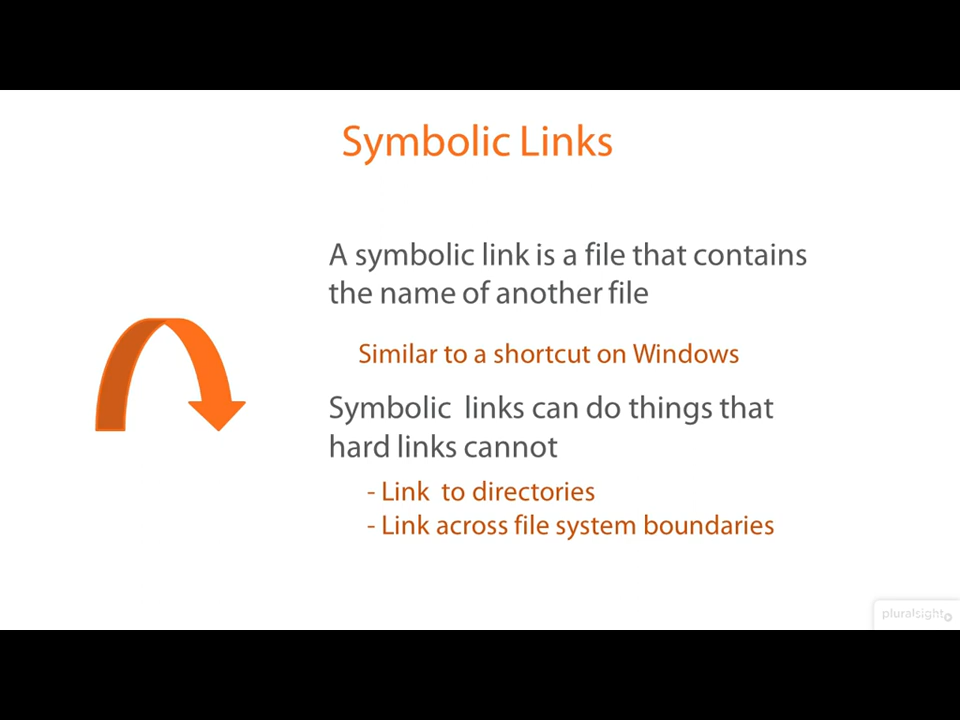 Symbolic Links
A symbolic link is a file that contains
the name of another file
Similar to a shortcut on Windows
Symbolic links can do things that
hard links cannot
- Link to directories
- Link across file system boundaries
pluralsight